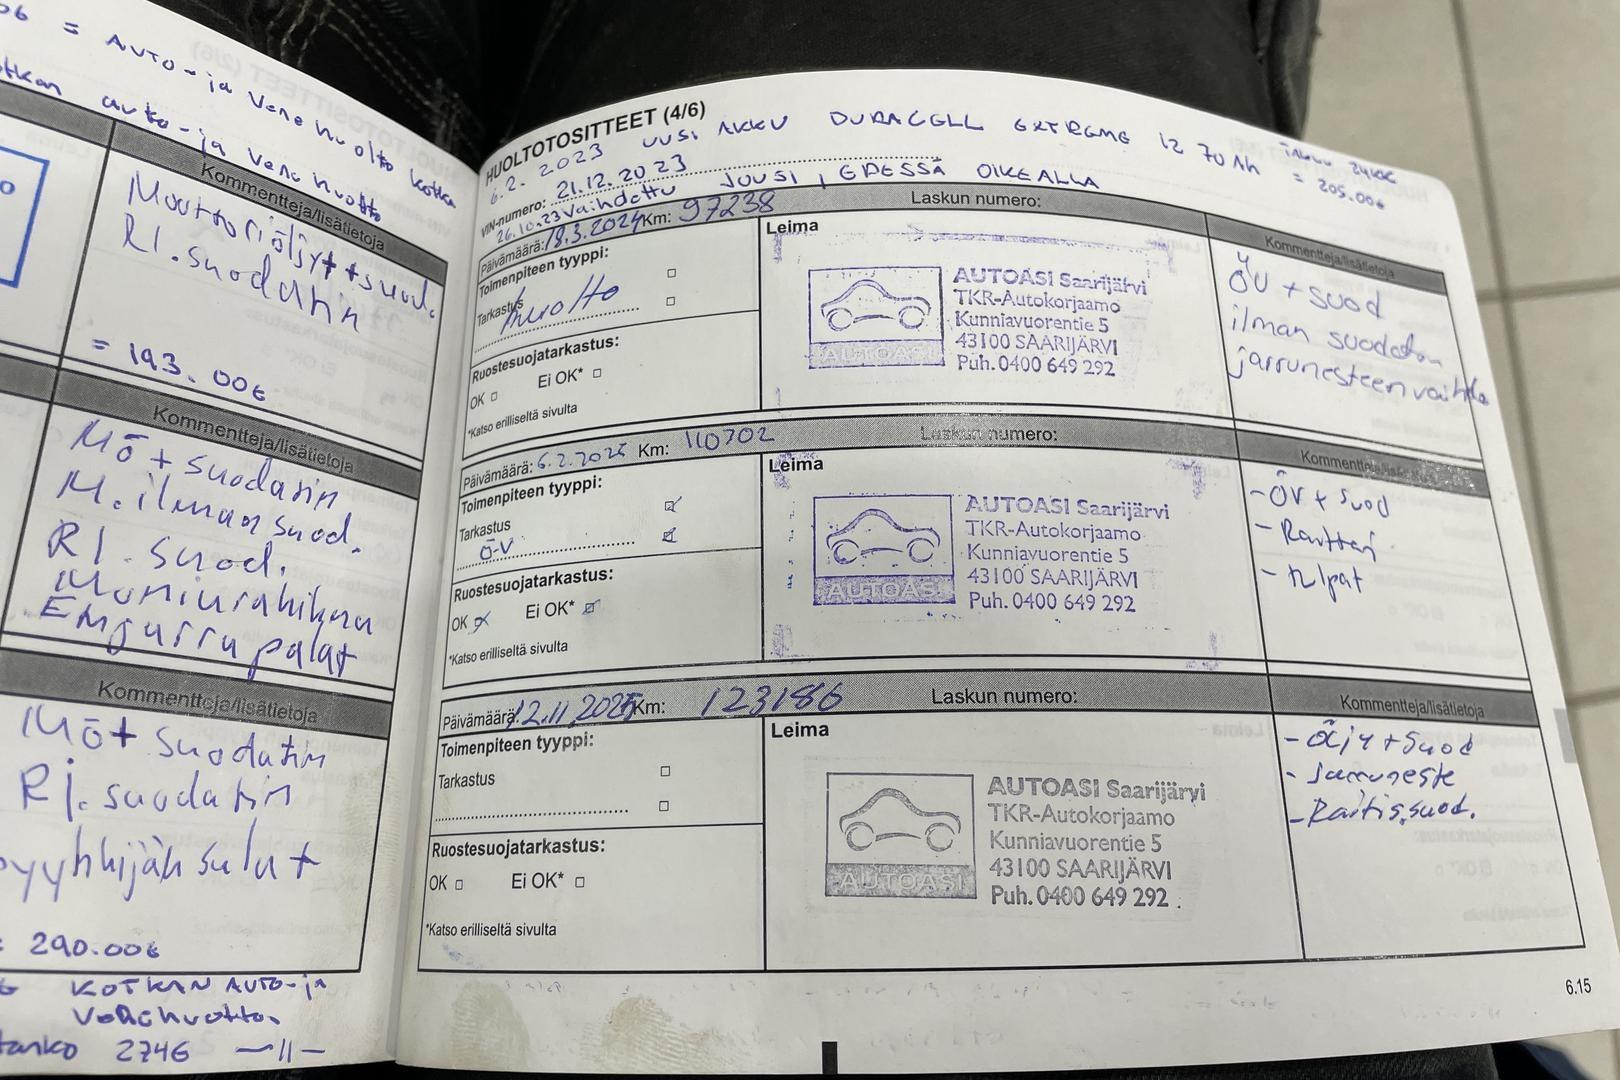 = AUTO-ja Venehuolto Kotka
auto-ja Venehuolto
Kommentteja/lisätietoja
Moottoriöljyt + suod.
RI.suodatin
= 193.00€
Kommentteja/lisätietoja
Mö + suodatin
M.ilman suod.
RI. suod.
Moniurahihna
Kommentteja/lisätietoja
Mö + suodatin
RI.suodatin
pyyhkijän sulat
290.00€
KOTKAN AUTO-ja
Venehuolto
274€ —11—
HUOLTOTOSITTEET (4/6)
6.2.2023 UUSI AKKU DURACELL EXTREME 12 70 Ah = 205.00€
VIN-numero: 21.12.2023
26.10.23 Vaihdettu JOUSI, EDESSÄ OIKEALLA
Päivämäärä: 18.3.2024 Km: 97238 Laskun numero:
Toimenpiteen tyyppi:
Tarkastus
huolto
Ruostesuojatarkastus:
OK Ei OK*
*Katso erilliseltä sivulta
Leima
AUTOASI
AUTOASI Saarijärvi
TKR-Autokorjaamo
Kunniavuorentie 5
43100 SAARIJÄRVI
Puh. 0400 649 292
Kommentteja/lisätietoja
ÖV + suod
ilman suodatin
jarrunesteen vaihto
Päivämäärä: 6.2.2025 Km: 110702 Laskun numero:
Toimenpiteen tyyppi:
Tarkastus
Ö-V
Ruostesuojatarkastus:
OK Ei OK*
*Katso erilliseltä sivulta
Leima
AUTOASI
AUTOASI Saarijärvi
TKR-Autokorjaamo
Kunniavuorentie 5
43100 SAARIJÄRVI
Puh. 0400 649 292
Kommentteja/lisätietoja
- ÖV + suod
Päivämäärä: 12.11.2025 Km: 123186 Laskun numero:
Toimenpiteen tyyppi:
Tarkastus
Ruostesuojatarkastus:
OK Ei OK*
*Katso erilliseltä sivulta
Leima
AUTOASI
AUTOASI Saarijärvi
TKR-Autokorjaamo
Kunniavuorentie 5
43100 SAARIJÄRVI
Puh. 0400 649 292
Kommentteja/lisätietoja
- Öljy + suod
- Jarruneste
- Raitis.suod.
6.15